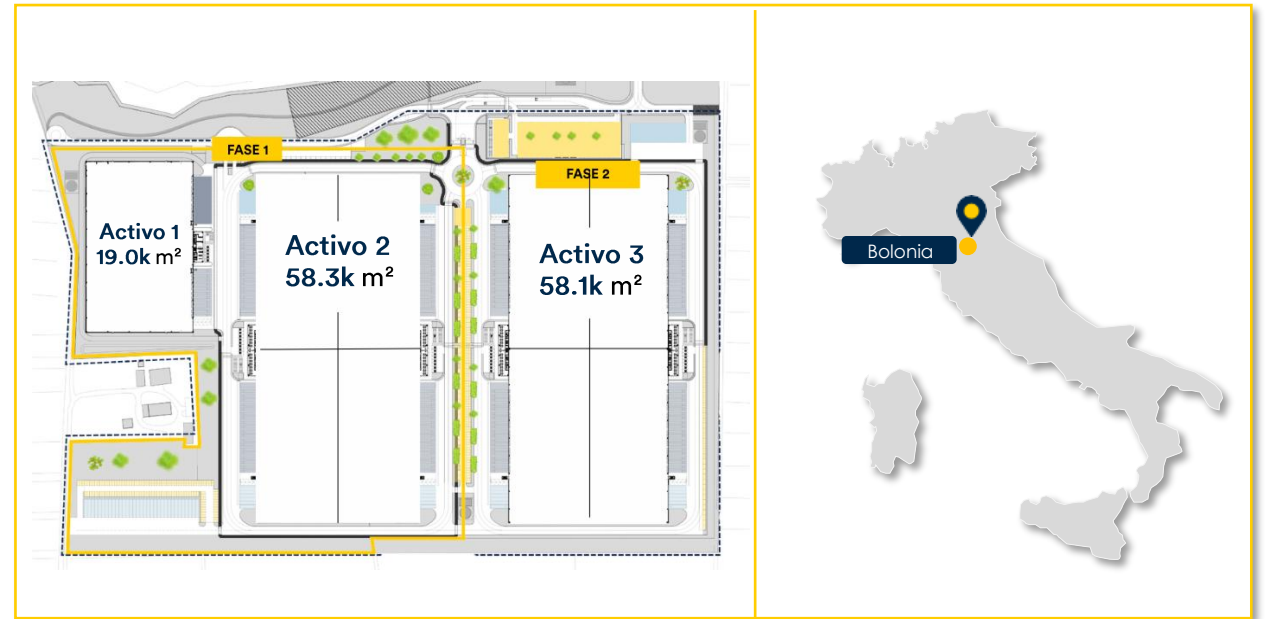 FASE 1
FASE 2
Activo 1
19.0k m²
Activo 2
58.3k m²
Activo 3
58.1k m²
Bolonia